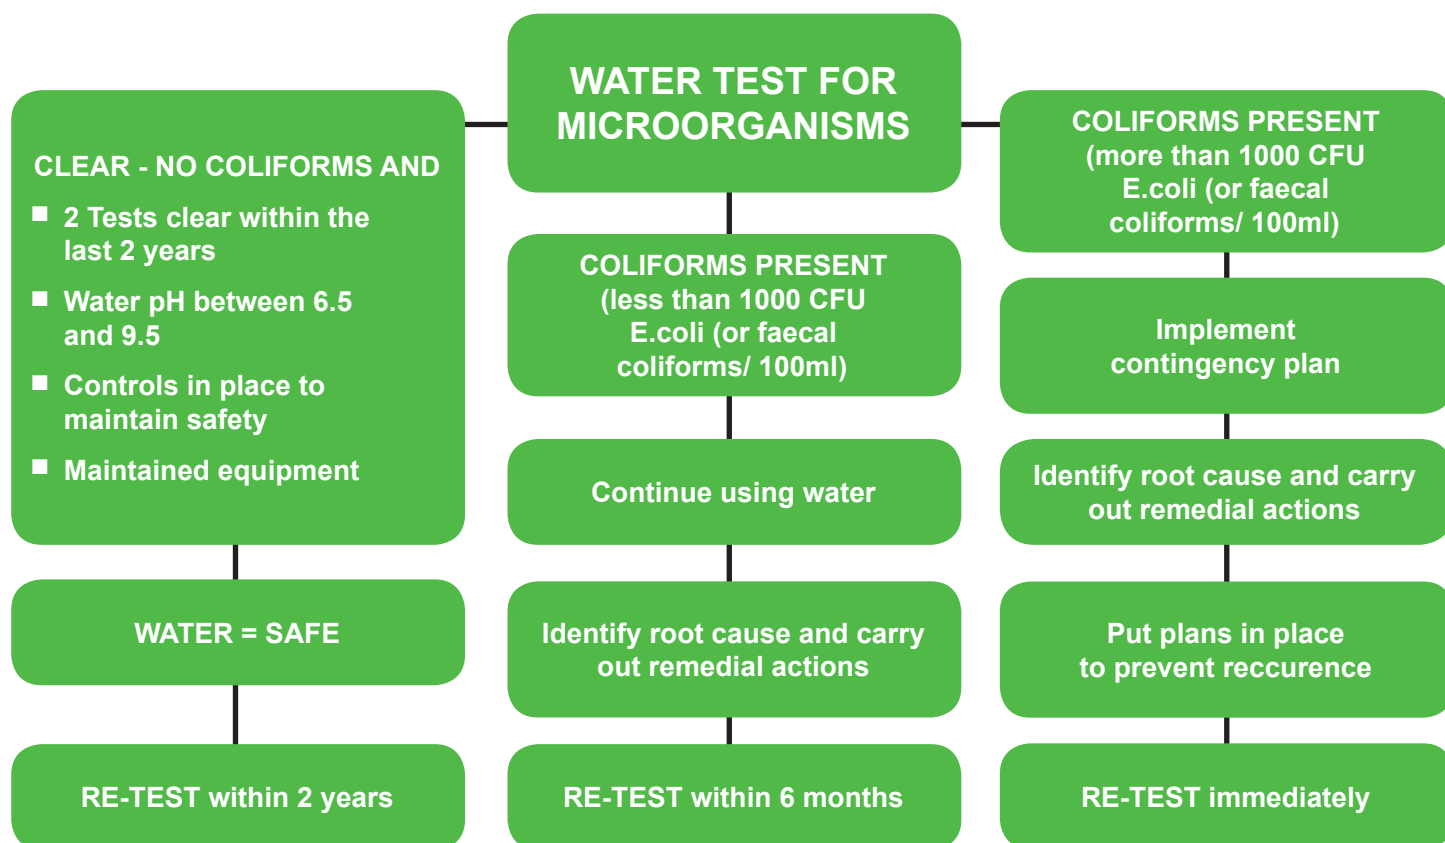 WATER TEST FOR
MICROORGANISMS
CLEAR - NO COLIFORMS AND
■ 2 Tests clear within the
last 2 years
■ Water pH between 6.5
and 9.5
■ Controls in place to
maintain safety
■ Maintained equipment
WATER = SAFE
RE-TEST within 2 years
COLIFORMS PRESENT
(less than 1000 CFU
E.coli (or faecal
coliforms/ 100ml)
Continue using water
Identify root cause and carry
out remedial actions
RE-TEST within 6 months
COLIFORMS PRESENT
(more than 1000 CFU
E.coli (or faecal
coliforms/ 100ml)
Implement
contingency plan
Identify root cause and carry
out remedial actions
Put plans in place
to prevent reccurence
RE-TEST immediately